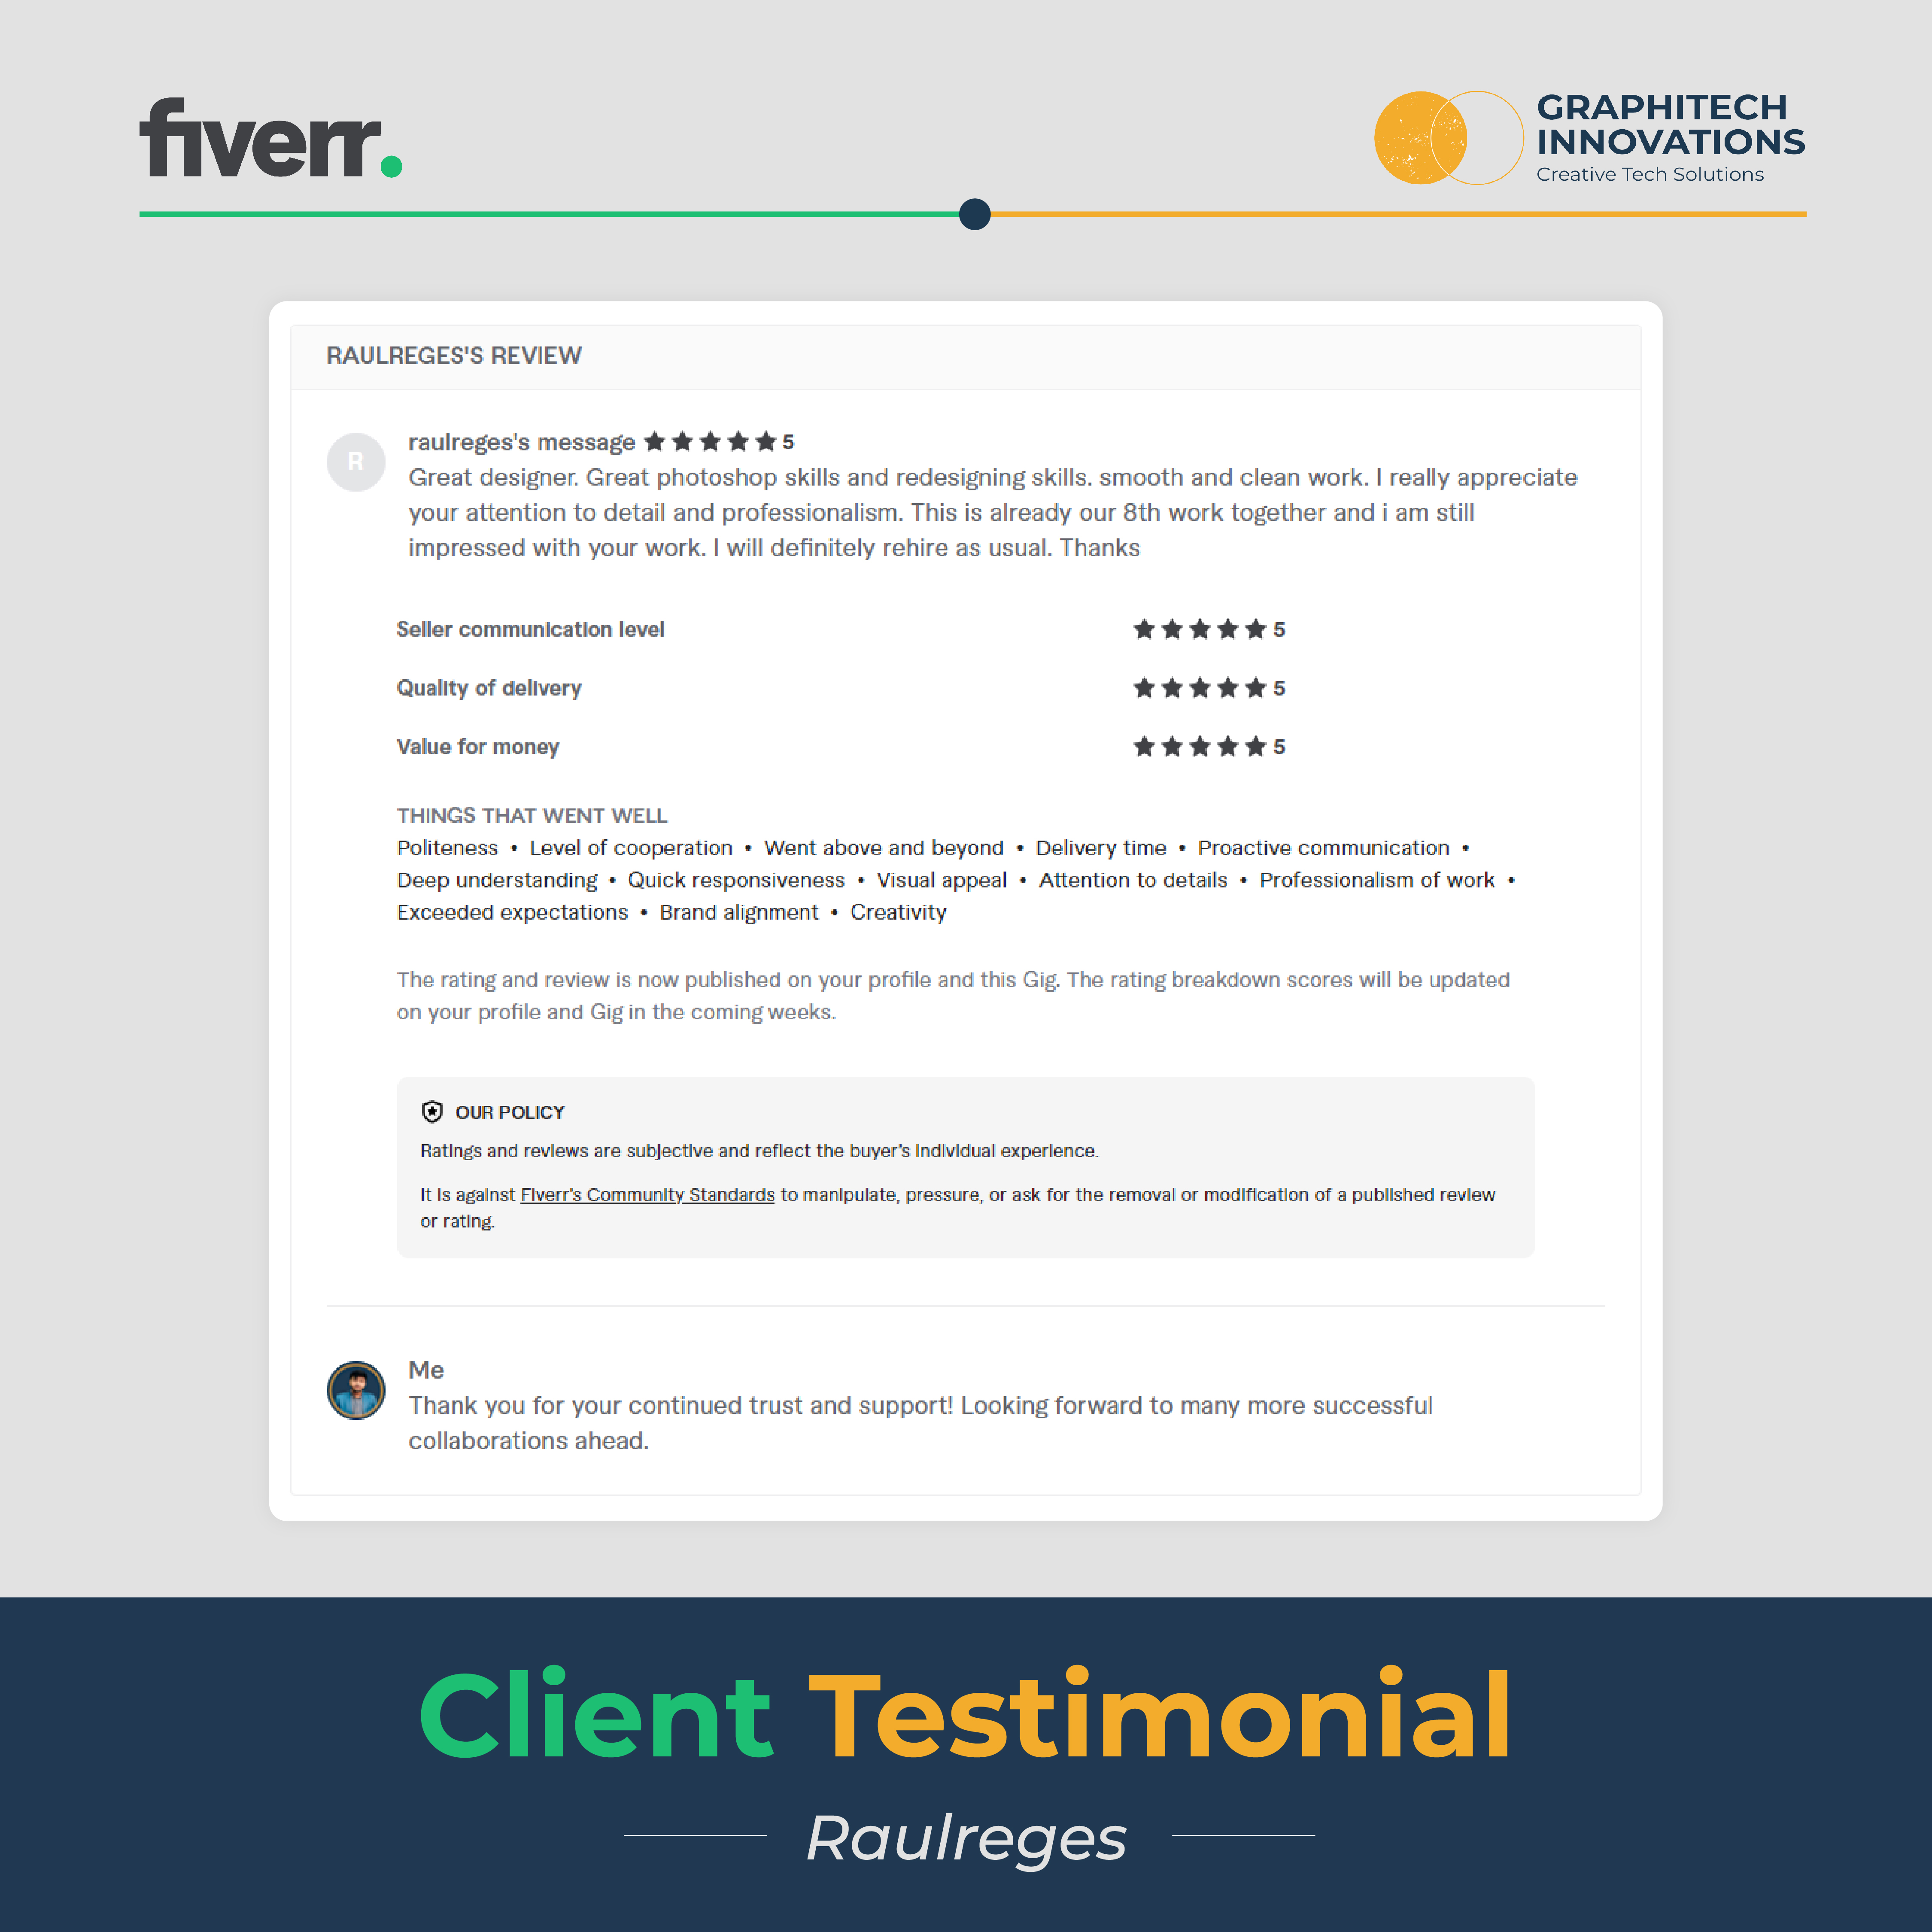 fiverr.
GRAPHITECH
INNOVATIONS
Creative Tech Solutions
RAULREGES'S REVIEW
R
raulreges's message ★★★★★ 5
Great designer. Great photoshop skills and redesigning skills. smooth and clean work. I really appreciate
your attention to detail and professionalism. This is already our 8th work together and i am still
impressed with your work. I will definitely rehire as usual. Thanks
Seller communication level ★★★★★ 5
Quality of delivery ★★★★★ 5
Value for money ★★★★★ 5
THINGS THAT WENT WELL
Politeness • Level of cooperation • Went above and beyond • Delivery time • Proactive communication •
Deep understanding • Quick responsiveness • Visual appeal • Attention to details • Professionalism of work •
Exceeded expectations • Brand alignment • Creativity
The rating and review is now published on your profile and this Gig. The rating breakdown scores will be updated
on your profile and Gig in the coming weeks.
OUR POLICY
Ratings and reviews are subjective and reflect the buyer's individual experience.
It is against Fiverr's Community Standards to manipulate, pressure, or ask for the removal or modification of a published review
or rating.
Me
Thank you for your continued trust and support! Looking forward to many more successful
collaborations ahead.
Client Testimonial
Raulreges